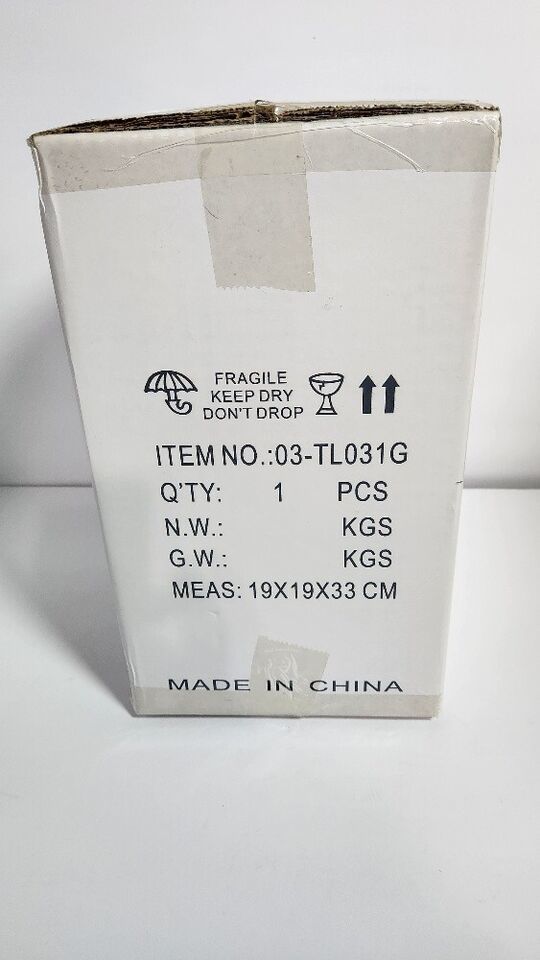 FRAGILE
KEEP DRY
DON'T DROP
ITEM NO.:03-TL031G
Q'TY: 1 PCS
N.W.: KGS
G.W.: KGS
MEAS: 19X19X33 CM
MADE IN CHINA